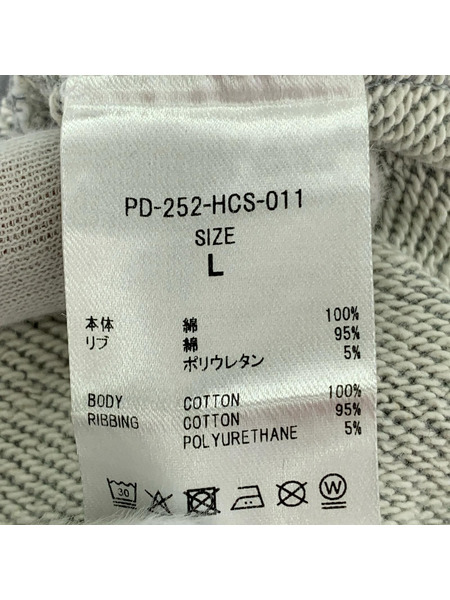 PD-252-HCS-011
SIZE
L
本体 綿 100%
リブ 綿 95%
ポリウレタン 5%
BODY COTTON 100%
RIBBING COTTON 95%
POLYURETHANE 5%
30 W